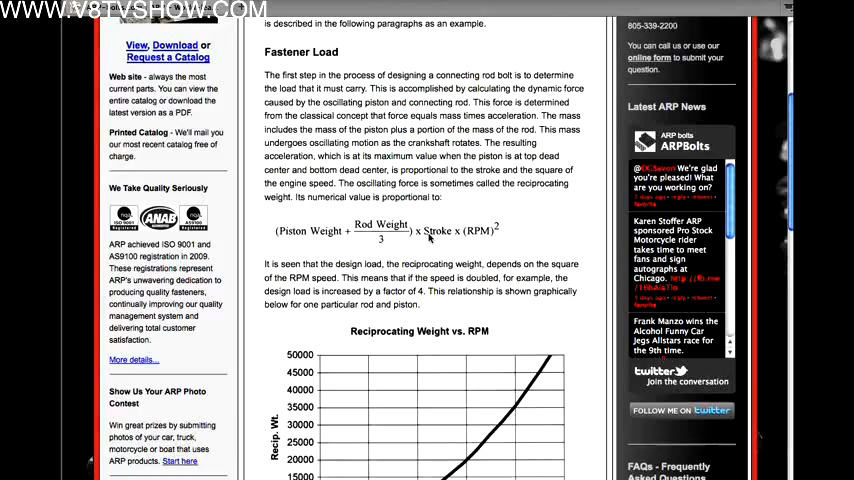 WWW.V8TVSHOW.COM
View, Download or
Request a Catalog
Web site - always the most
current parts. You can view the
entire catalog or download the
latest version as a PDF.
Printed Catalog - We'll mail you
our most recent catalog free of
charge.
We Take Quality Seriously
ISO 9001
ANAB
AS9100
ARP achieved ISO 9001 and
AS9100 registration in 2009.
These registrations represent
ARP's unwavering dedication to
producing quality fasteners,
continually improving our quality
management system and
delivering total customer
satisfaction.
More details...
Show Us Your ARP Photo
Contest
Win great prizes by submitting
photos of your car, truck,
motorcycle or boat that uses
ARP products. Start here
is described in the following paragraphs as an example.
Fastener Load
The first step in the process of designing a connecting rod bolt is to determine
the load that it must carry. This is accomplished by calculating the dynamic force
caused by the oscillating piston and connecting rod. This force is determined
from the classical concept that force equals mass times acceleration. The mass
includes the mass of the piston plus a portion of the mass of the rod. This mass
undergoes oscillating motion as the crankshaft rotates. The resulting
acceleration, which is at its maximum value when the piston is at top dead
center and bottom dead center, is proportional to the stroke and the square of
the engine speed. The oscillating force is sometimes called the reciprocating
weight. Its numerical value is proportional to:
(Piston Weight + Rod Weight / 3) x Stroke x (RPM)²
It is seen that the design load, the reciprocating weight, depends on the square
of the RPM speed. This means that if the speed is doubled, for example, the
design load is increased by a factor of 4. This relationship is shown graphically
below for one particular rod and piston.
Reciprocating Weight vs. RPM
50000
45000
40000
35000
30000
25000
20000
15000
Recip. Wt.
805-339-2200
You can call us or use our
online form to submit your
question.
Latest ARP News
ARP bolts
ARPBolts
We're glad
you're pleased! What
are you working on?
Karen Stoffer ARP
sponsored Pro Stock
Motorcycle rider
takes time to meet
fans and sign
autographs at
Chicago.
Frank Manzo wins the
Alcohol Funny Car
Jegs Allstars race for
the 9th time.
twitter
Join the conversation
FOLLOW ME ON twitter
FAQs - Frequently
Asked Questions